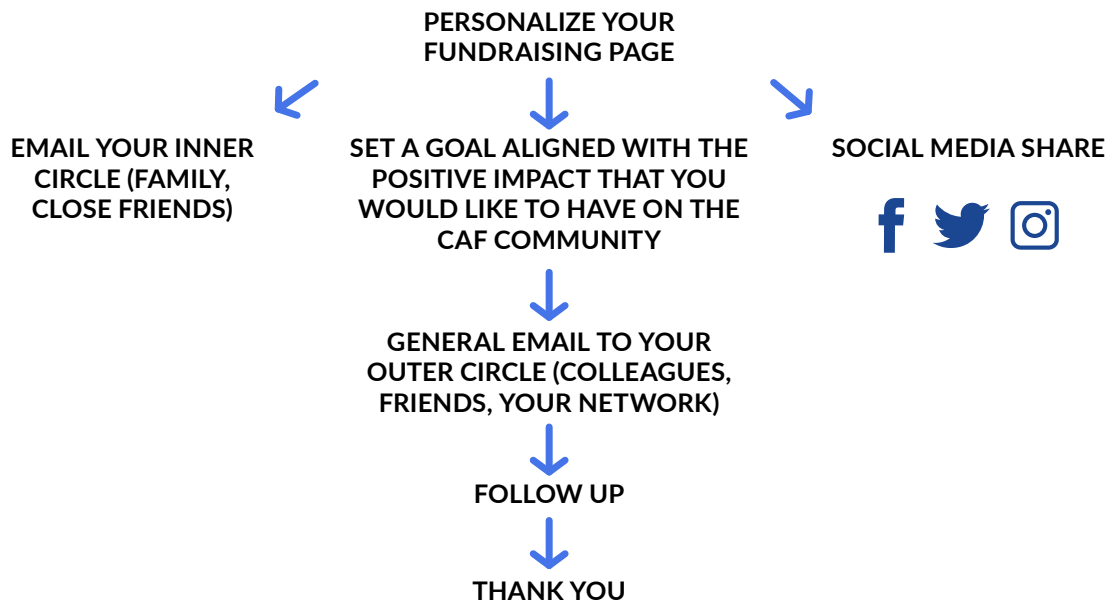 PERSONALIZE YOUR
FUNDRAISING PAGE
EMAIL YOUR INNER
CIRCLE (FAMILY,
CLOSE FRIENDS)
SET A GOAL ALIGNED WITH THE
POSITIVE IMPACT THAT YOU
WOULD LIKE TO HAVE ON THE
CAF COMMUNITY
SOCIAL MEDIA SHARE
GENERAL EMAIL TO YOUR
OUTER CIRCLE (COLLEAGUES,
FRIENDS, YOUR NETWORK)
FOLLOW UP
THANK YOU